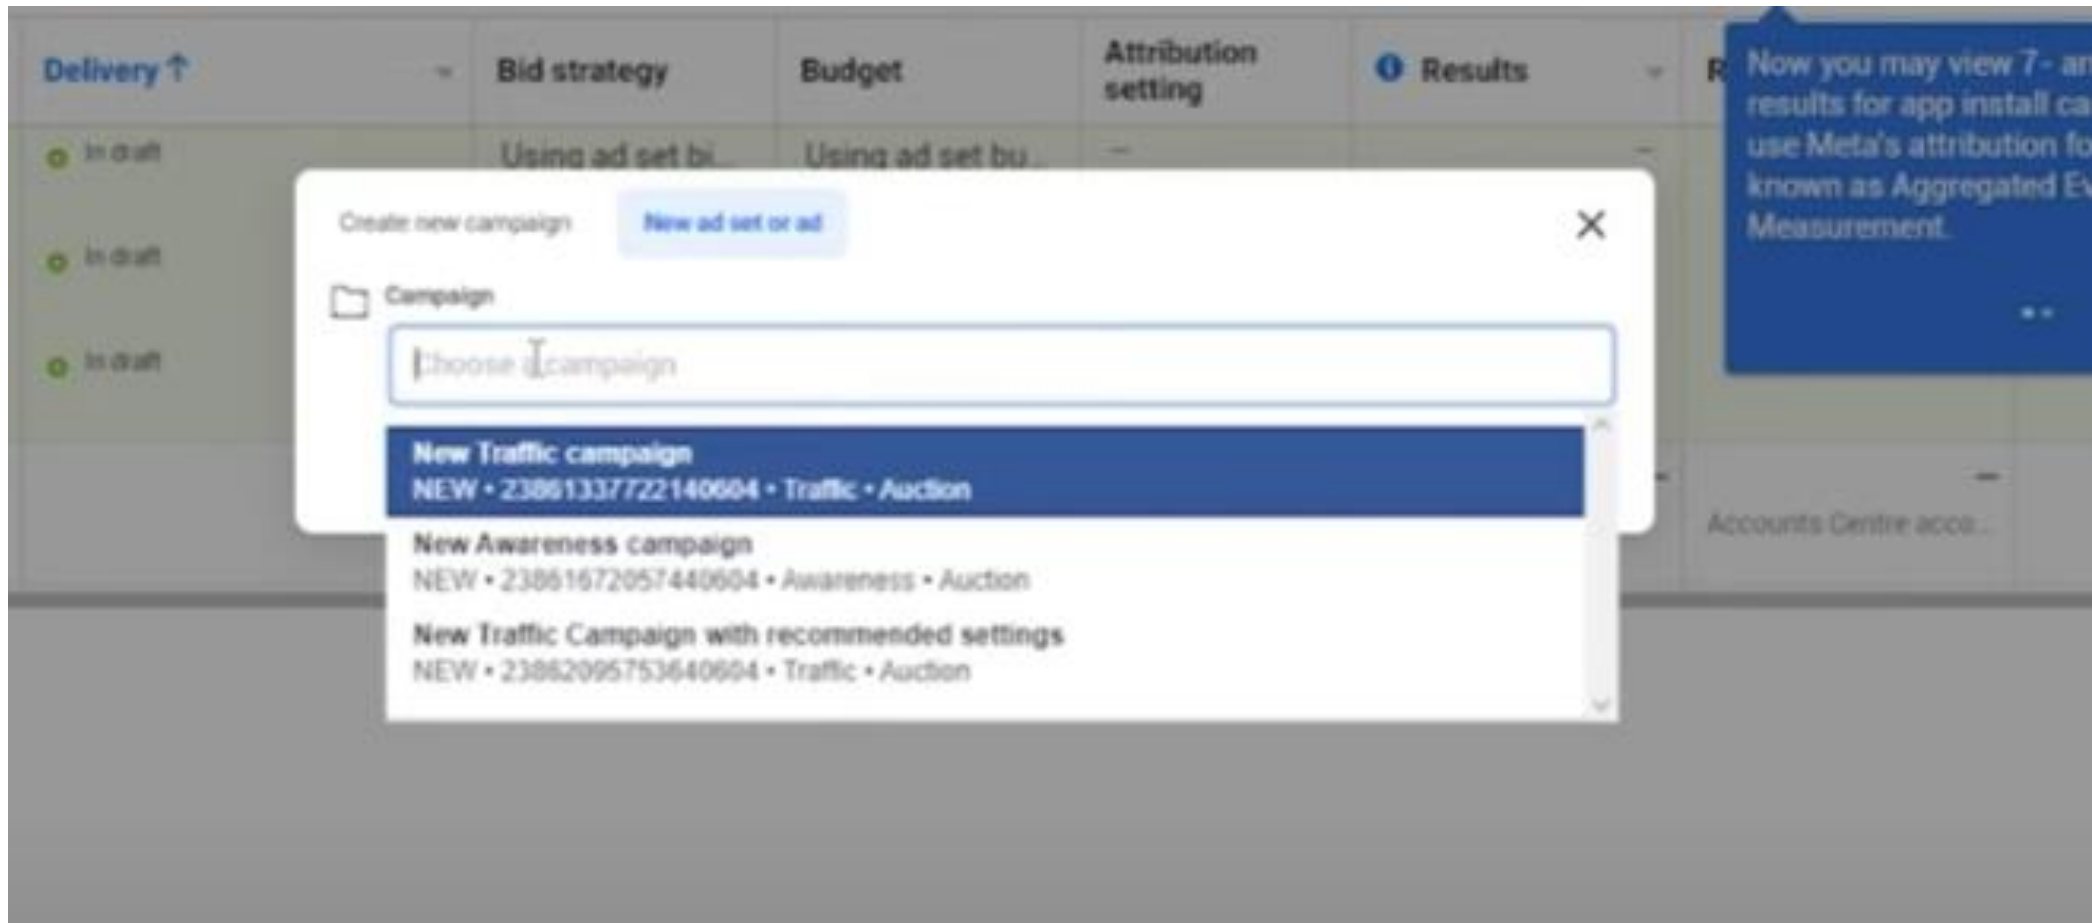 Delivery ↑
Bid strategy
Budget
Attribution
setting
Results
R
Now you may view 7- an
results for app install ca
use Meta's attribution fo
known as Aggregated Ev
Measurement.
In draft
Using ad set bi...
Using ad set bu...
—
—
In draft
In draft
Create new campaign
New ad set or ad
Campaign
Choose a campaign
New Traffic campaign
NEW • 23861337722140604 • Traffic • Auction
New Awareness campaign
NEW • 23861672057440604 • Awareness • Auction
New Traffic Campaign with recommended settings
NEW • 23862095753640604 • Traffic • Auction
—
—
Accounts Centre acco...